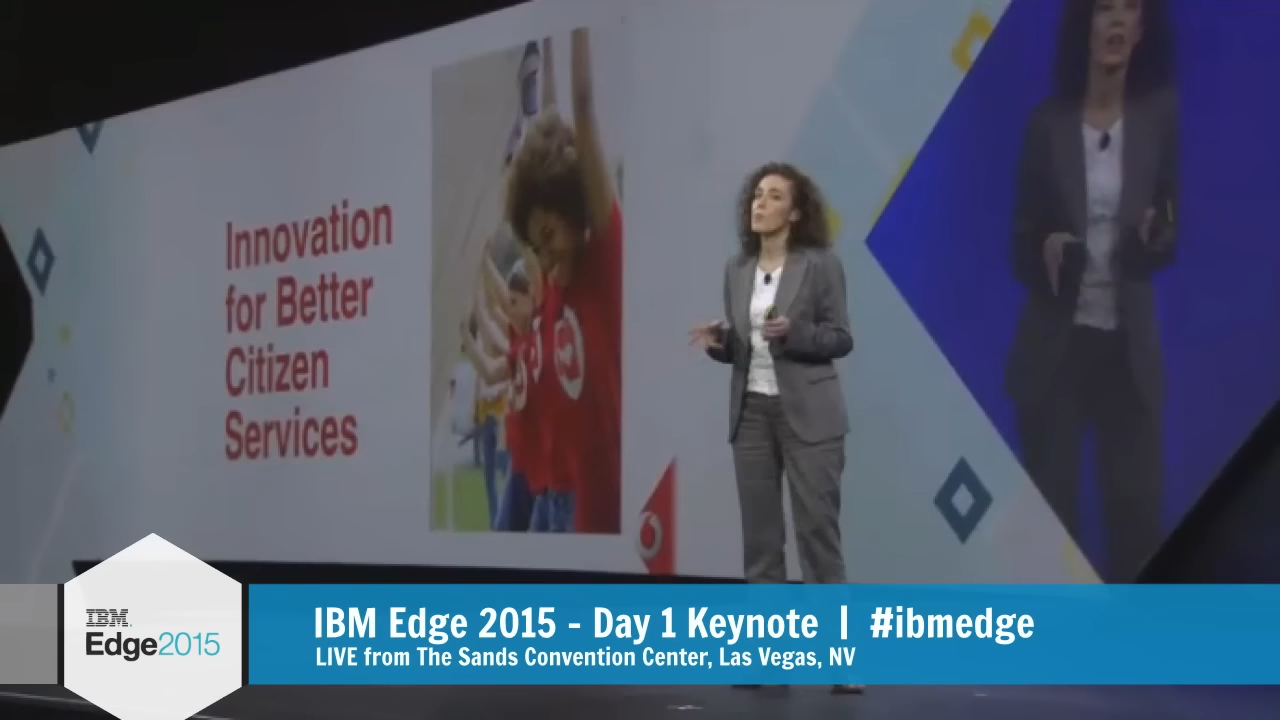 Innovation
for Better
Citizen
Services
IBM
Edge2015
IBM Edge 2015 - Day 1 Keynote | #ibmedge
LIVE from The Sands Convention Center, Las Vegas, NV